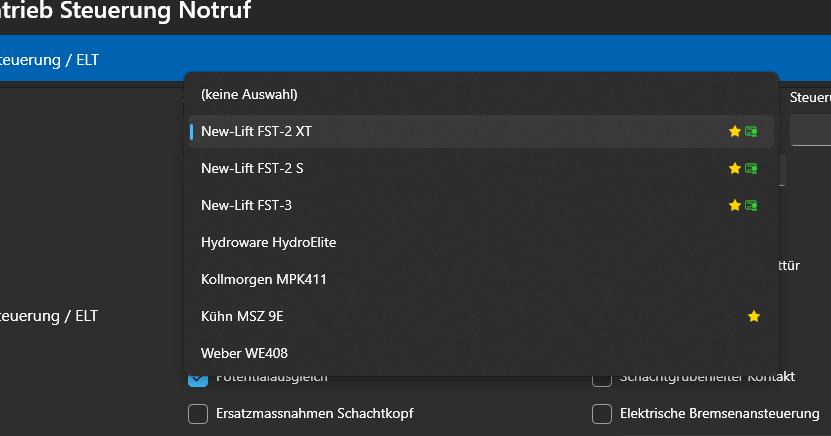 trieb Steuerung Notruf
teuerung / ELT
(keine Auswahl)
Steuer
New-Lift FST-2 XT
New-Lift FST-2 S
New-Lift FST-3
Hydroware HydroElite
ttür
Kollmorgen MPK411
Kühn MSZ 9E
teuerung / ELT
Weber WE408
Potentialausgleich
Schachtgrubenleiter Kontakt
Ersatzmassnahmen Schachtkopf
Elektrische Bremsenansteuerung